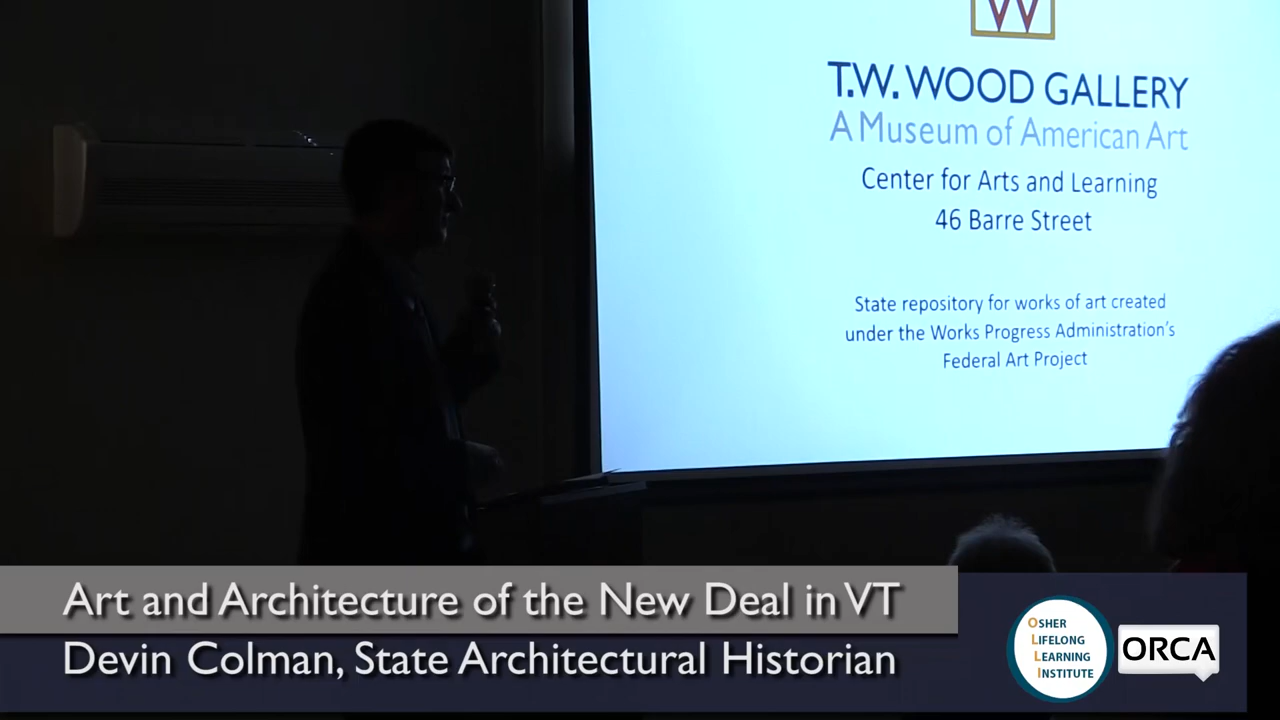 W
T.W. WOOD GALLERY
A Museum of American Art
Center for Arts and Learning
46 Barre Street
State repository for works of art created
under the Works Progress Administration's
Federal Art Project
Art and Architecture of the New Deal in VT
Devin Colman, State Architectural Historian
OSHER
LIFELONG
LEARNING
INSTITUTE
ORCA